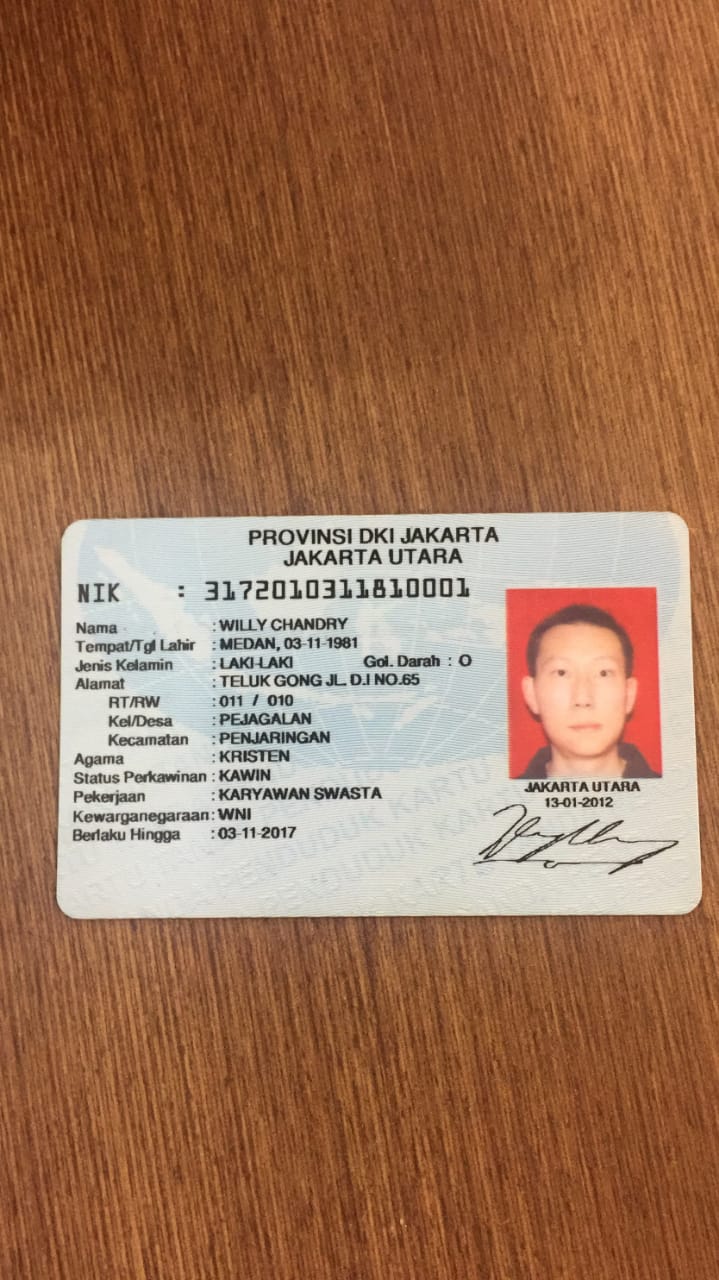 PROVINSI DKI JAKARTA
JAKARTA UTARA
NIK : 3172010311810001
Nama : WILLY CHANDRY
Tempat/Tgl Lahir : MEDAN, 03-11-1981
Jenis Kelamin : LAKI-LAKI Gol. Darah : O
Alamat : TELUK GONG JL. D.I NO.65
RT/RW : 011 / 010
Kel/Desa : PEJAGALAN
Kecamatan : PENJARINGAN
Agama : KRISTEN
Status Perkawinan : KAWIN
Pekerjaan : KARYAWAN SWASTA
Kewarganegaraan : WNI
Berlaku Hingga : 03-11-2017
JAKARTA UTARA
13-01-2012